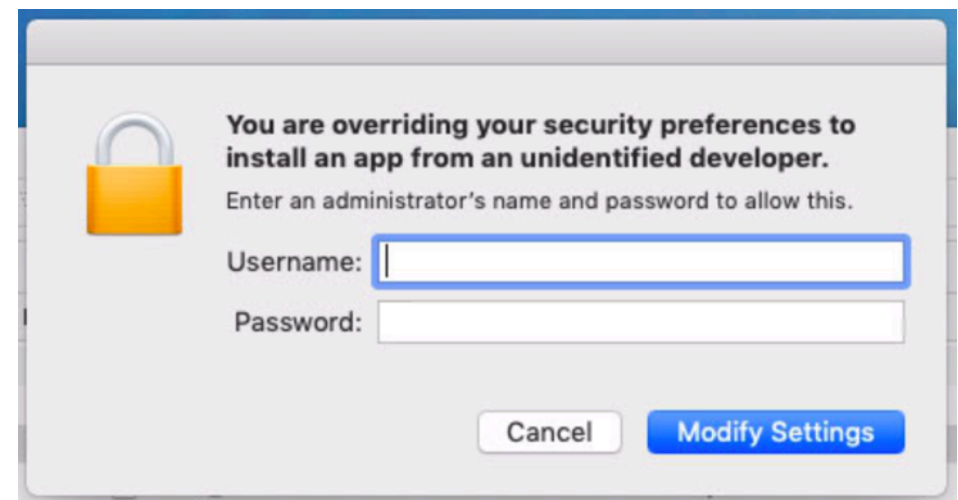 You are overriding your security preferences to
install an app from an unidentified developer.
Enter an administrator's name and password to allow this.
Username:
Password:
Cancel
Modify Settings